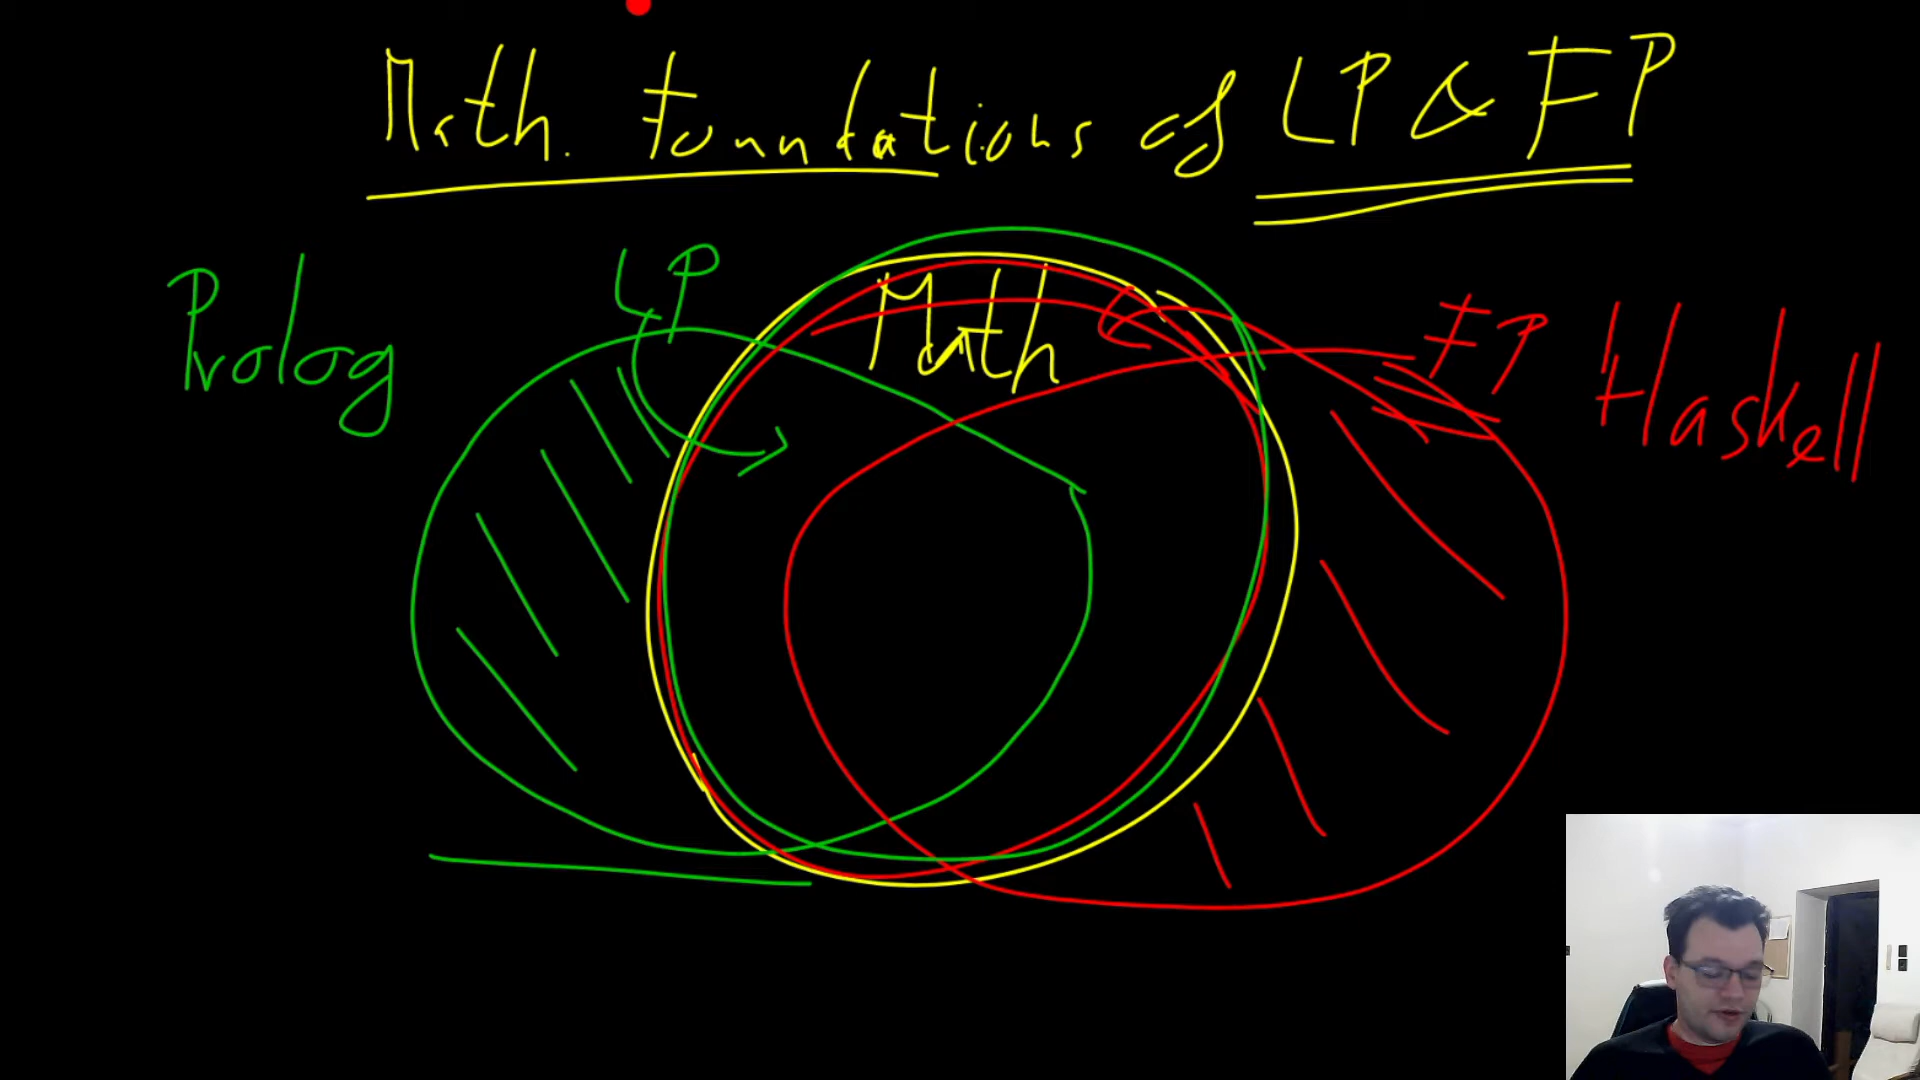 Math. Foundations of LP & FP
Prolog
LP
Math
FP
Haskell